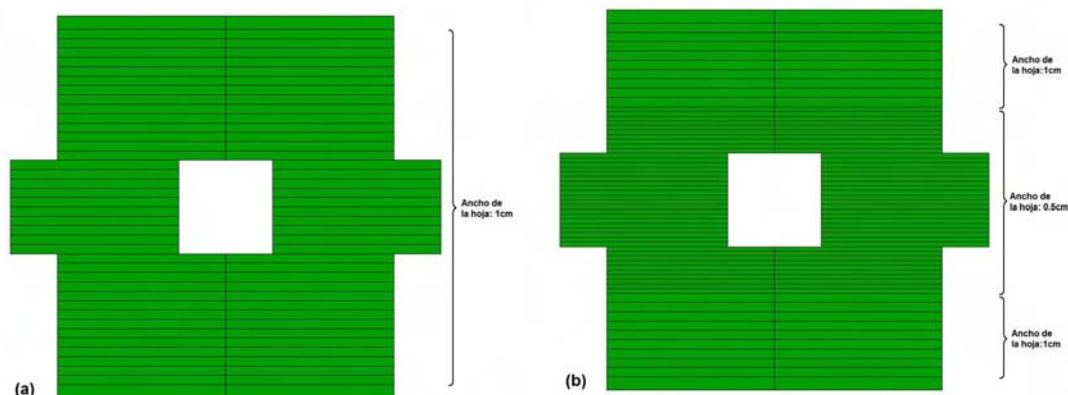 Ancho de
la hoja: 1cm
(a)
Ancho de
la hoja:1cm
Ancho de
la hoja: 0.5cm
Ancho de
la hoja:1cm
(b)